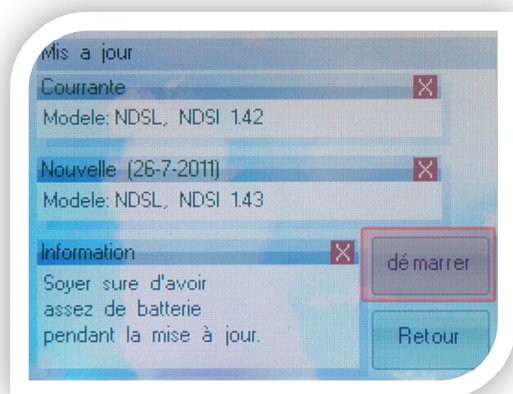 Mis a jour
Courrante
Modele: NDSL, NDSI 1.42
Nouvelle (26-7-2011)
Modele: NDSL, NDSI 1.43
Information
Soyer sure d'avoir
assez de batterie
pendant la mise à jour.
démarrer
Retour